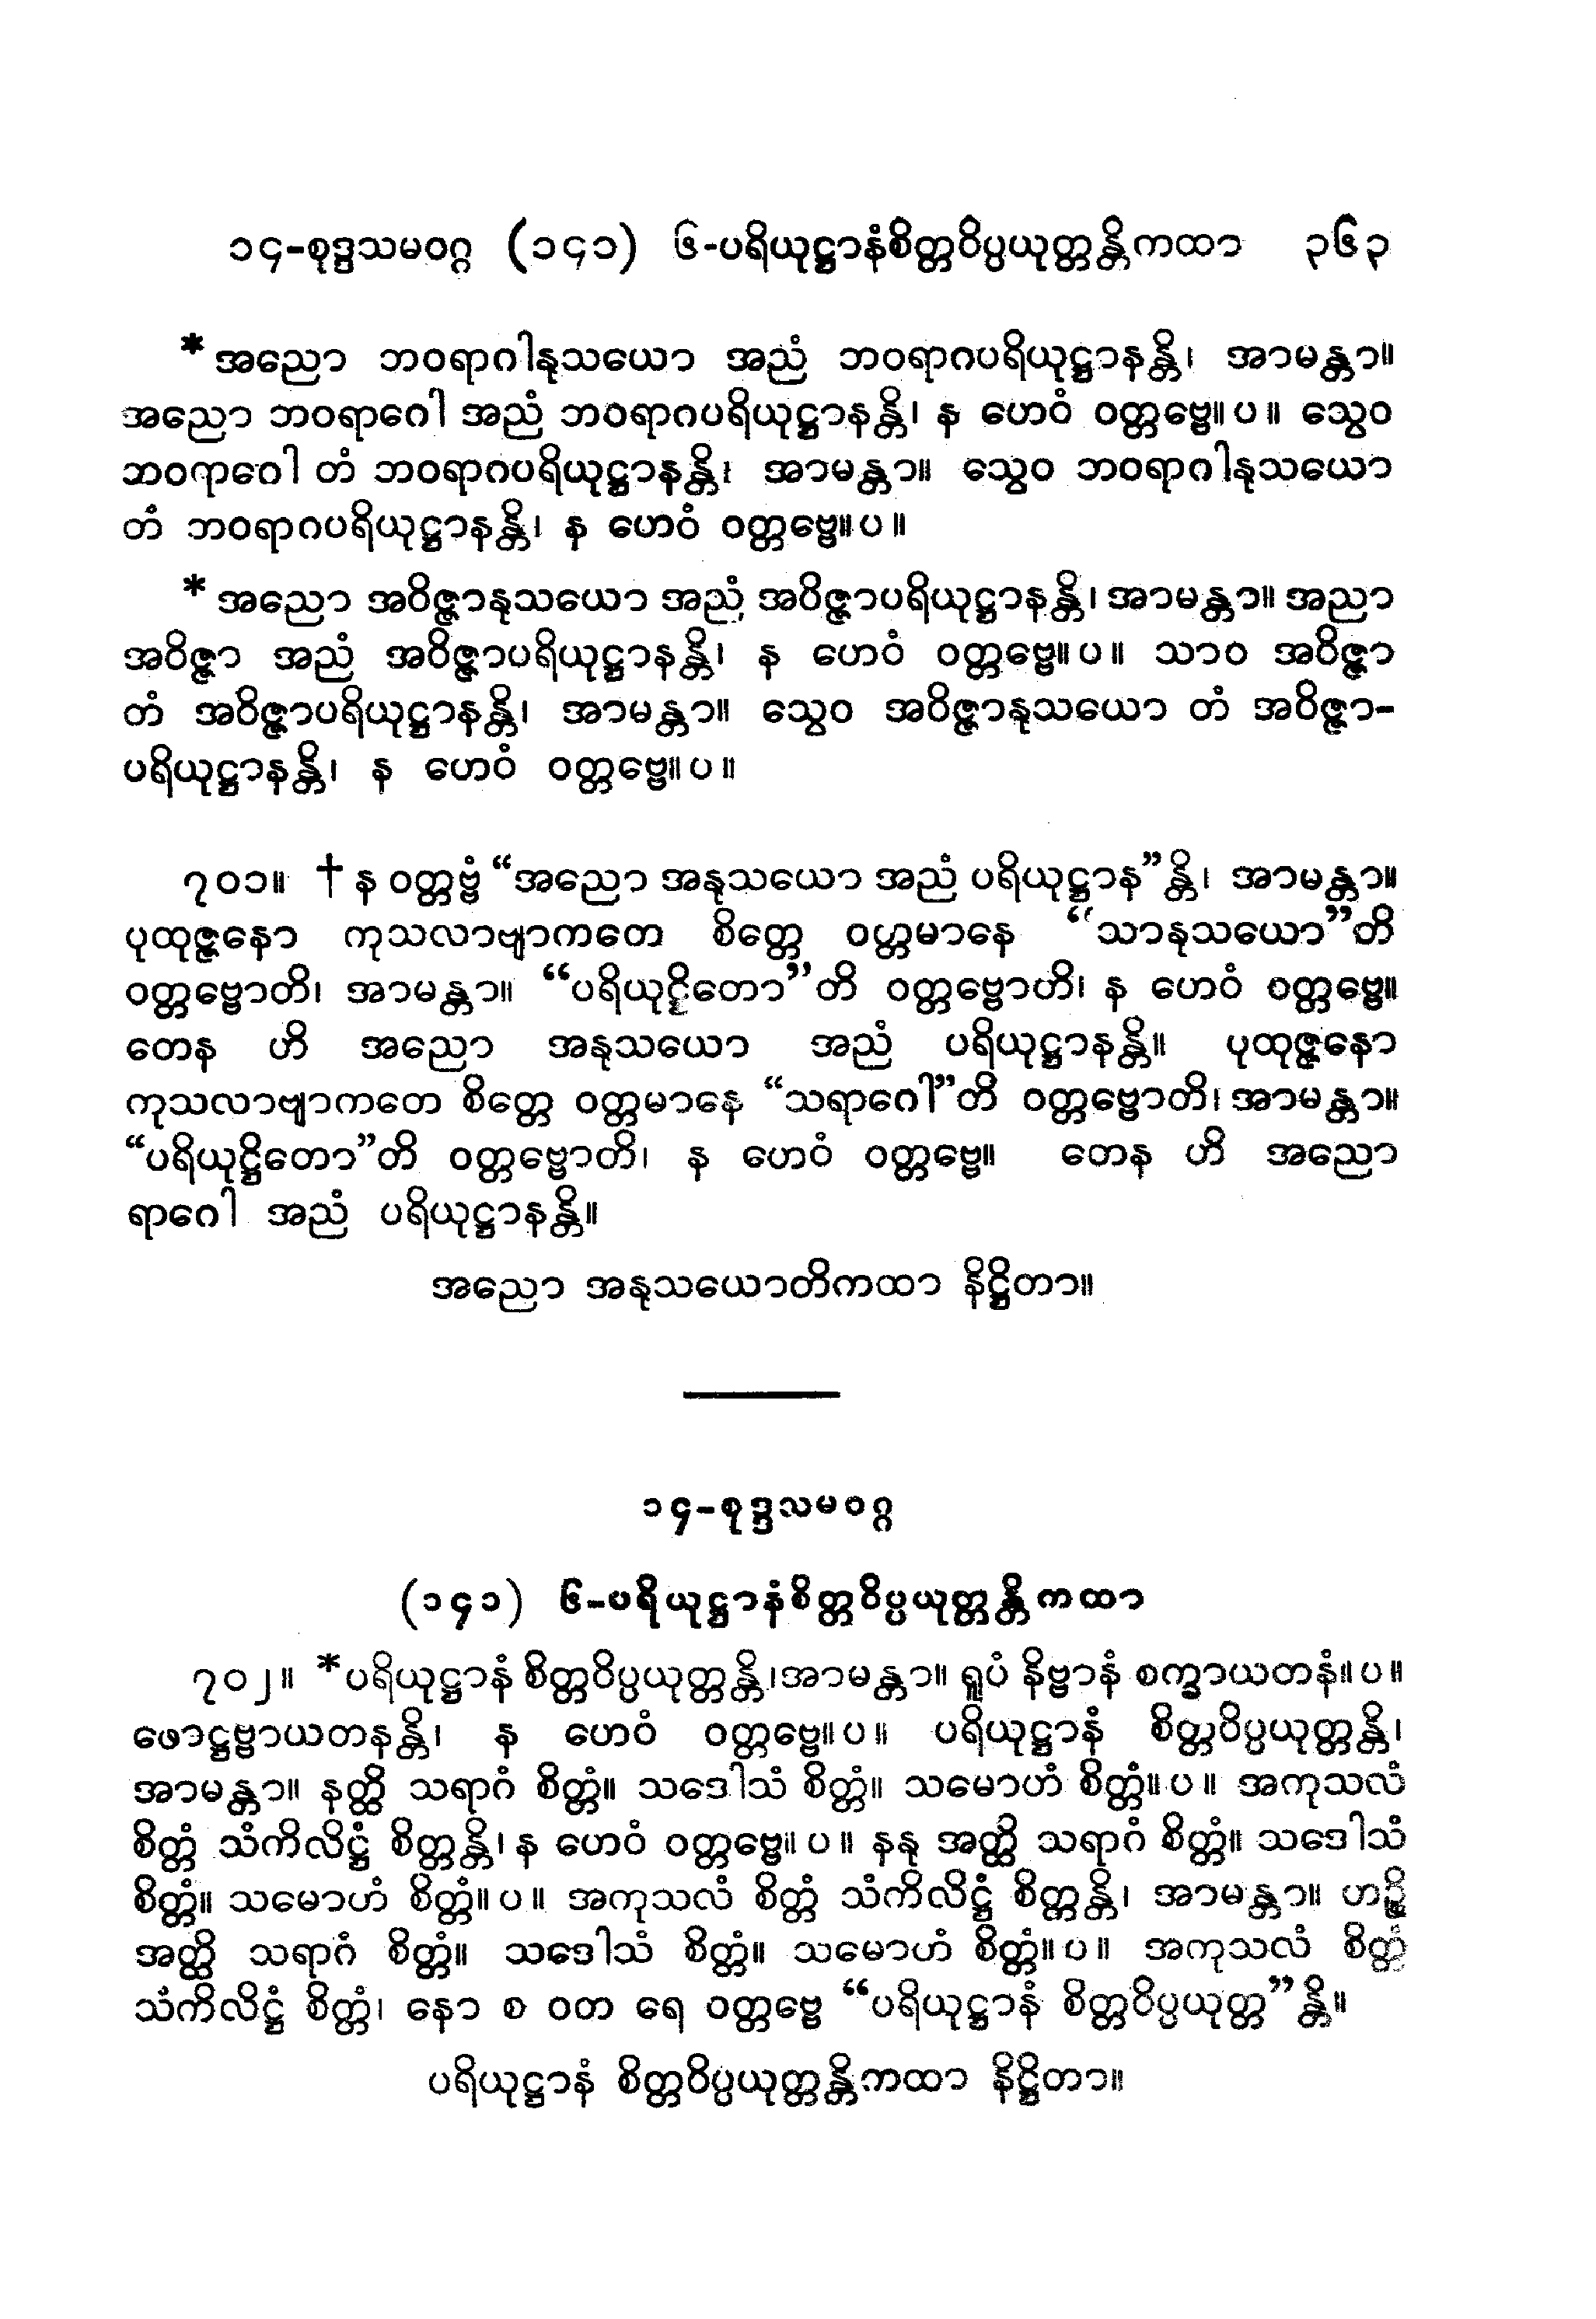 ၁၄-စုဒ္ဒသမဝဂ္ဂ (၁၄၁) ၆-ပရိယုဋ္ဌာနံစိတ္တဝိပ္ပယုတ္တန္တိကထာ ၃၆၃
*အညော ဘဝရာဂါနုသယော အညံ ဘဝရာဂပရိယုဋ္ဌာနန္တိ၊ အာမန္တာ။
အညော ဘဝရာဂေါ အညံ ဘဝရာဂပရိယုဋ္ဌာနန္တိ၊ န ဟေဝံ ဝတ္တဗ္ဗေ။ပ။ သွေဝ
ဘဝရာဂေါ တံ ဘဝရာဂပရိယုဋ္ဌာနန္တိ၊ အာမန္တာ။ သွေဝ ဘဝရာဂါနုသယော
တံ ဘဝရာဂပရိယုဋ္ဌာနန္တိ၊ န ဟေဝံ ဝတ္တဗ္ဗေ။ပ။
*အညော အဝိဇ္ဇာနုသယော အညံ အဝိဇ္ဇာပရိယုဋ္ဌာနန္တိ၊ အာမန္တာ။ အညာ
အဝိဇ္ဇာ အညံ အဝိဇ္ဇာပရိယုဋ္ဌာနန္တိ၊ န ဟေဝံ ဝတ္တဗ္ဗေ။ပ။ သာဝ အဝိဇ္ဇာ
တံ အဝိဇ္ဇာပရိယုဋ္ဌာနန္တိ၊ အာမန္တာ။ သွေဝ အဝိဇ္ဇာနုသယော တံ အဝိဇ္ဇာ-
ပရိယုဋ္ဌာနန္တိ၊ န ဟေဝံ ဝတ္တဗ္ဗေ။ပ။
၇၀၁။ †န ဝတ္တဗ္ဗံ “အညော အနုသယော အညံ ပရိယုဋ္ဌာန”န္တိ၊ အာမန္တာ။
ပုထုဇ္ဇနော ကုသလာဗျာကတေ စိတ္တေ ဝတ္တမာနေ “သာနုသယော”တိ
ဝတ္တဗ္ဗောတိ၊ အာမန္တာ။ “ပရိယုဋ္ဌိတော”တိ ဝတ္တဗ္ဗောတိ၊ န ဟေဝံ ဝတ္တဗ္ဗေ။
တေန ဟိ အညော အနုသယော အညံ ပရိယုဋ္ဌာနန္တိ။ ပုထုဇ္ဇနော
ကုသလာဗျာကတေ စိတ္တေ ဝတ္တမာနေ “သရာဂေါ”တိ ဝတ္တဗ္ဗောတိ၊ အာမန္တာ။
“ပရိယုဋ္ဌိတော”တိ ဝတ္တဗ္ဗောတိ၊ န ဟေဝံ ဝတ္တဗ္ဗေ။ တေန ဟိ အညော
ရာဂေါ အညံ ပရိယုဋ္ဌာနန္တိ။
အညော အနုသယောတိကထာ နိဋ္ဌိတာ။
၁၄-စုဒ္ဒသမဝဂ္ဂ
(၁၄၁) ၆-ပရိယုဋ္ဌာနံစိတ္တဝိပ္ပယုတ္တန္တိကထာ
၇၀၂။ *ပရိယုဋ္ဌာနံ စိတ္တဝိပ္ပယုတ္တန္တိ၊အာမန္တာ။ ရူပံ နိဗ္ဗာနံ စက္ခာယတနံ။ပ။
ဖောဋ္ဌဗ္ဗာယတနန္တိ၊ န ဟေဝံ ဝတ္တဗ္ဗေ။ပ။ ပရိယုဋ္ဌာနံ စိတ္တဝိပ္ပယုတ္တန္တိ၊
အာမန္တာ။ နတ္ထိ သရာဂံ စိတ္တံ။ သဒေါသံ စိတ္တံ။ သမောဟံ စိတ္တံ။ပ။ အကုသလံ
စိတ္တံ သံကိလိဋ္ဌံ စိတ္တန္တိ၊ န ဟေဝံ ဝတ္တဗ္ဗေ။ပ။ နနု အတ္ထိ သရာဂံ စိတ္တံ။ သဒေါသံ
စိတ္တံ။ သမောဟံ စိတ္တံ။ပ။ အကုသလံ စိတ္တံ သံကိလိဋ္ဌံ စိတ္တန္တိ၊ အာမန္တာ။ ဟဉ္စိ
အတ္ထိ သရာဂံ စိတ္တံ။ သဒေါသံ စိတ္တံ။ သမောဟံ စိတ္တံ။ပ။ အကုသလံ စိတ္တံ
သံကိလိဋ္ဌံ စိတ္တံ၊ နော စ ဝတ ရေ ဝတ္တဗ္ဗေ “ပရိယုဋ္ဌာနံ စိတ္တဝိပ္ပယုတ္တ”န္တိ။
ပရိယုဋ္ဌာနံ စိတ္တဝိပ္ပယုတ္တန္တိကထာ နိဋ္ဌိတာ။